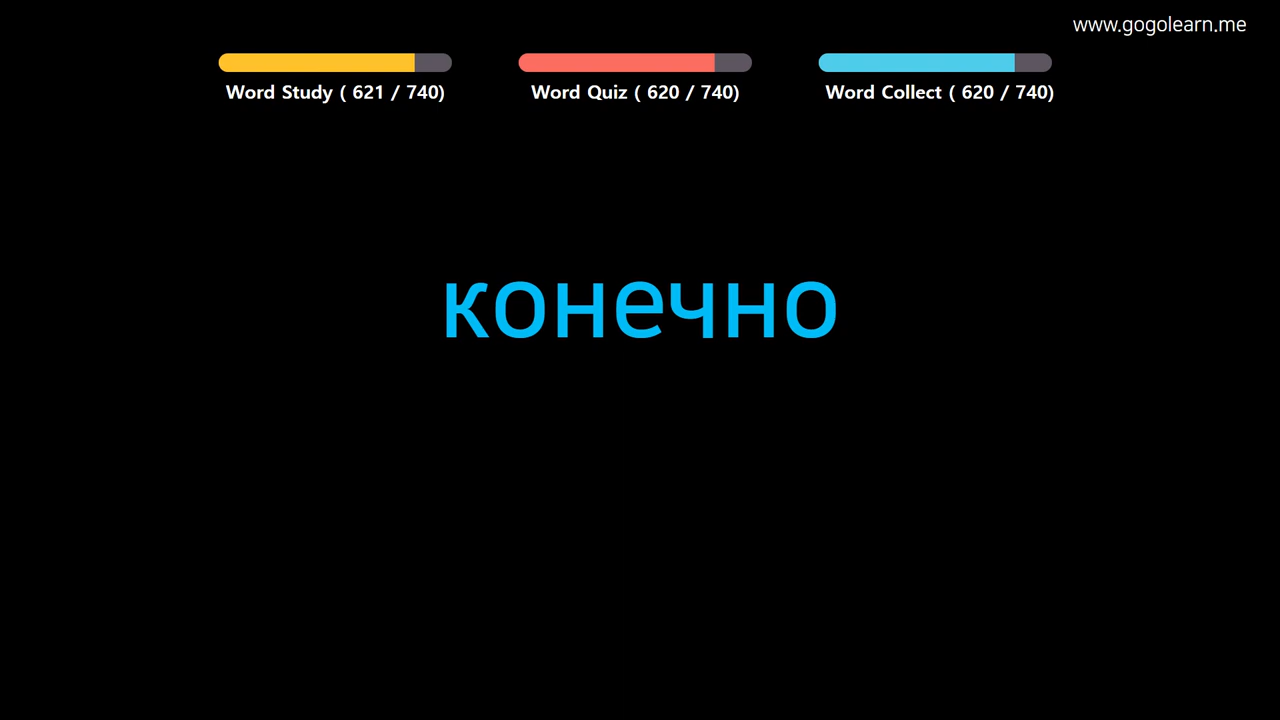 www.gogolearn.me
Word Study ( 621 / 740)
Word Quiz ( 620 / 740)
Word Collect ( 620 / 740)
конечно